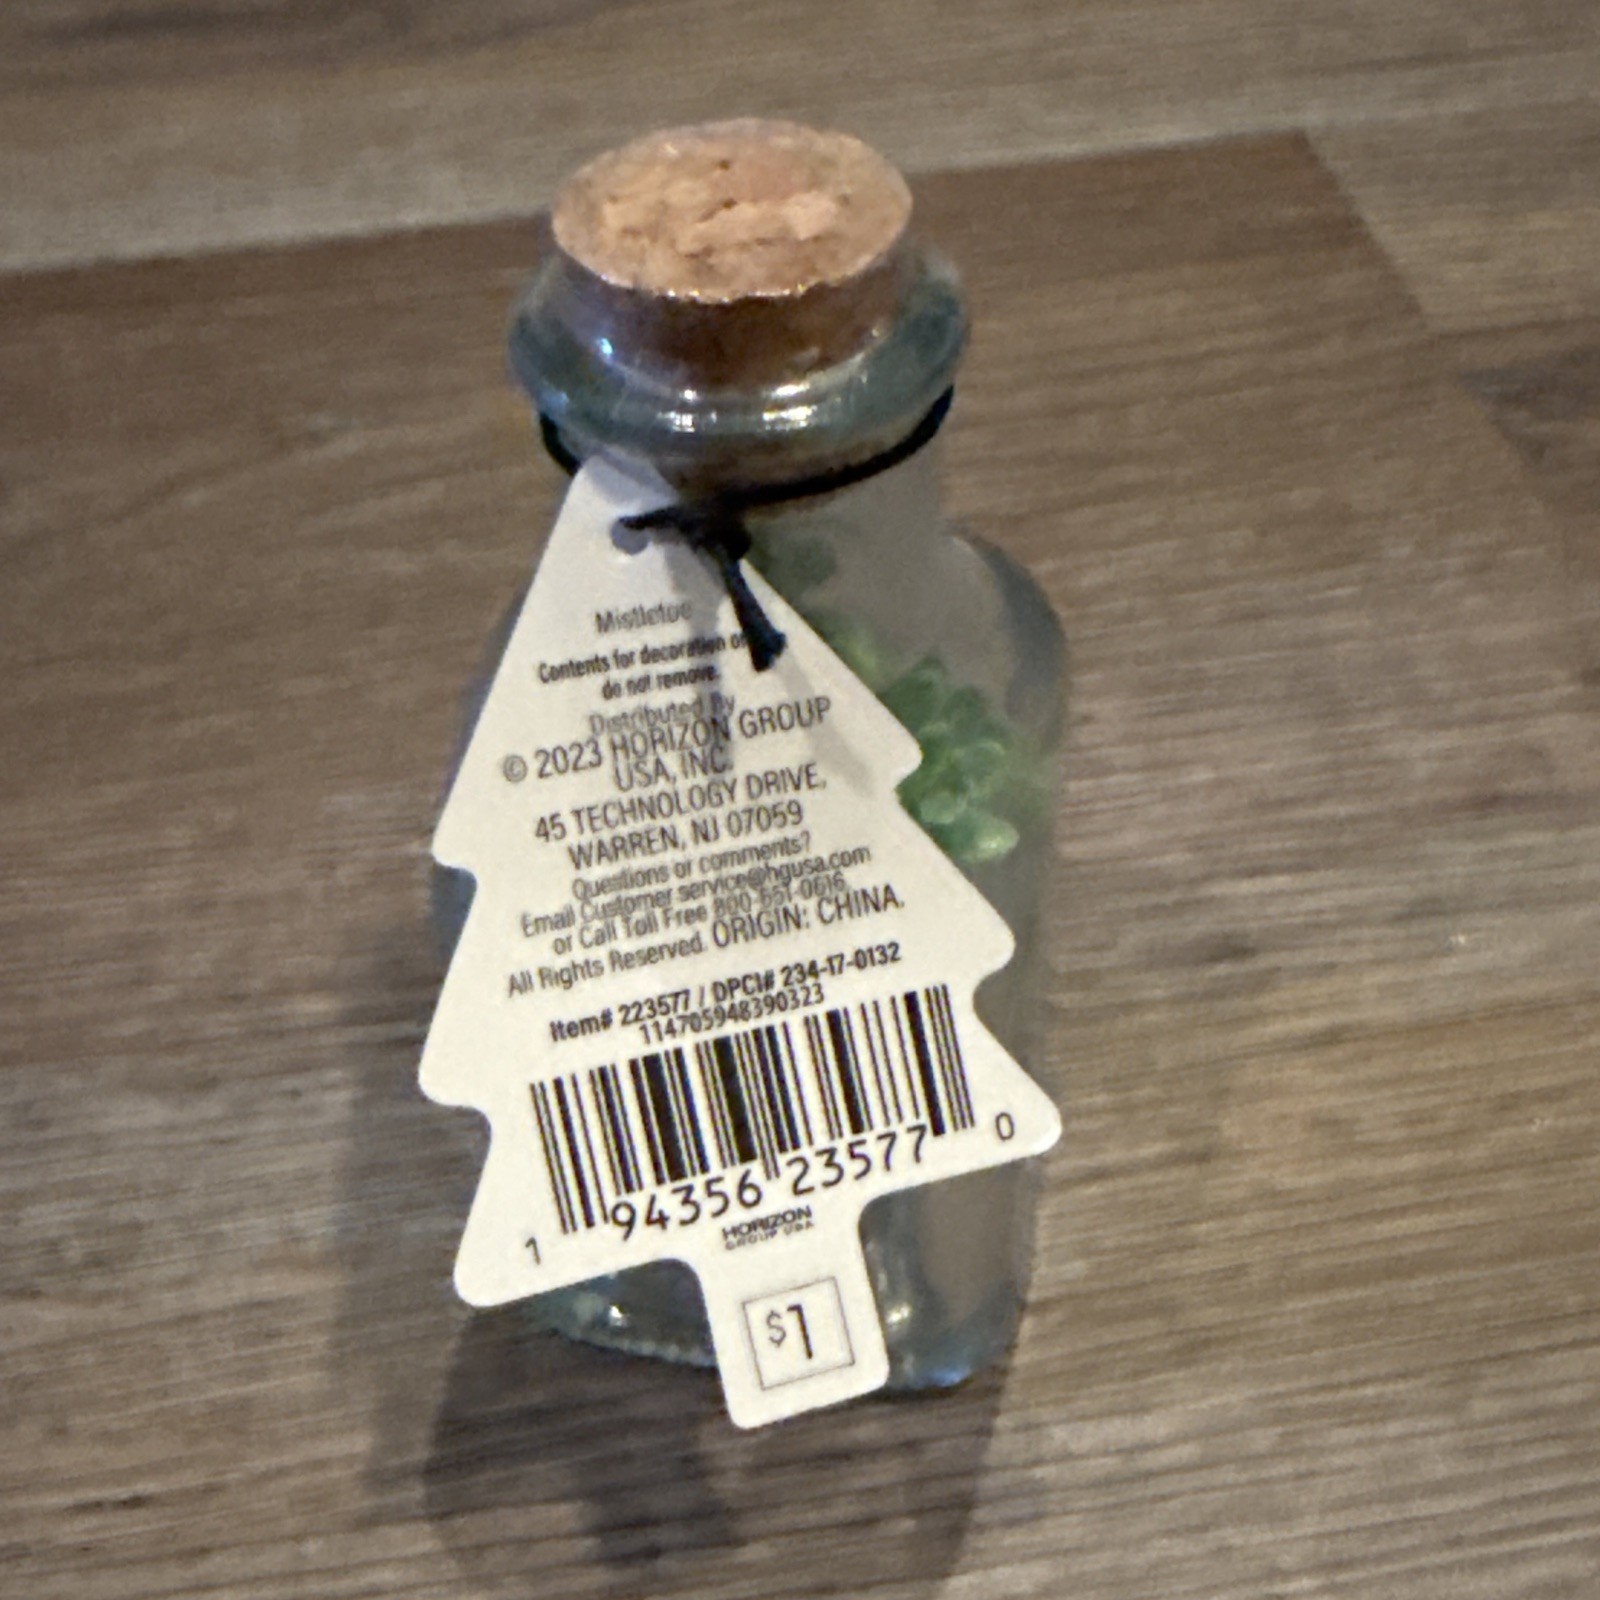 Mistletoe
Contents for decoration
do not remove.
Distributed By
© 2023 HORIZON GROUP
USA, INC.
45 TECHNOLOGY DRIVE,
WARREN, NJ 07059
Questions or comments?
Email Customer.service@hgusa.com
or Call Toll Free 800-651-0616
All Rights Reserved. ORIGIN: CHINA.
Item# 223577 / DPCI# 234-17-0132
114705948390323
1 94356 23577 0
HORIZON
GROUP USA
$1